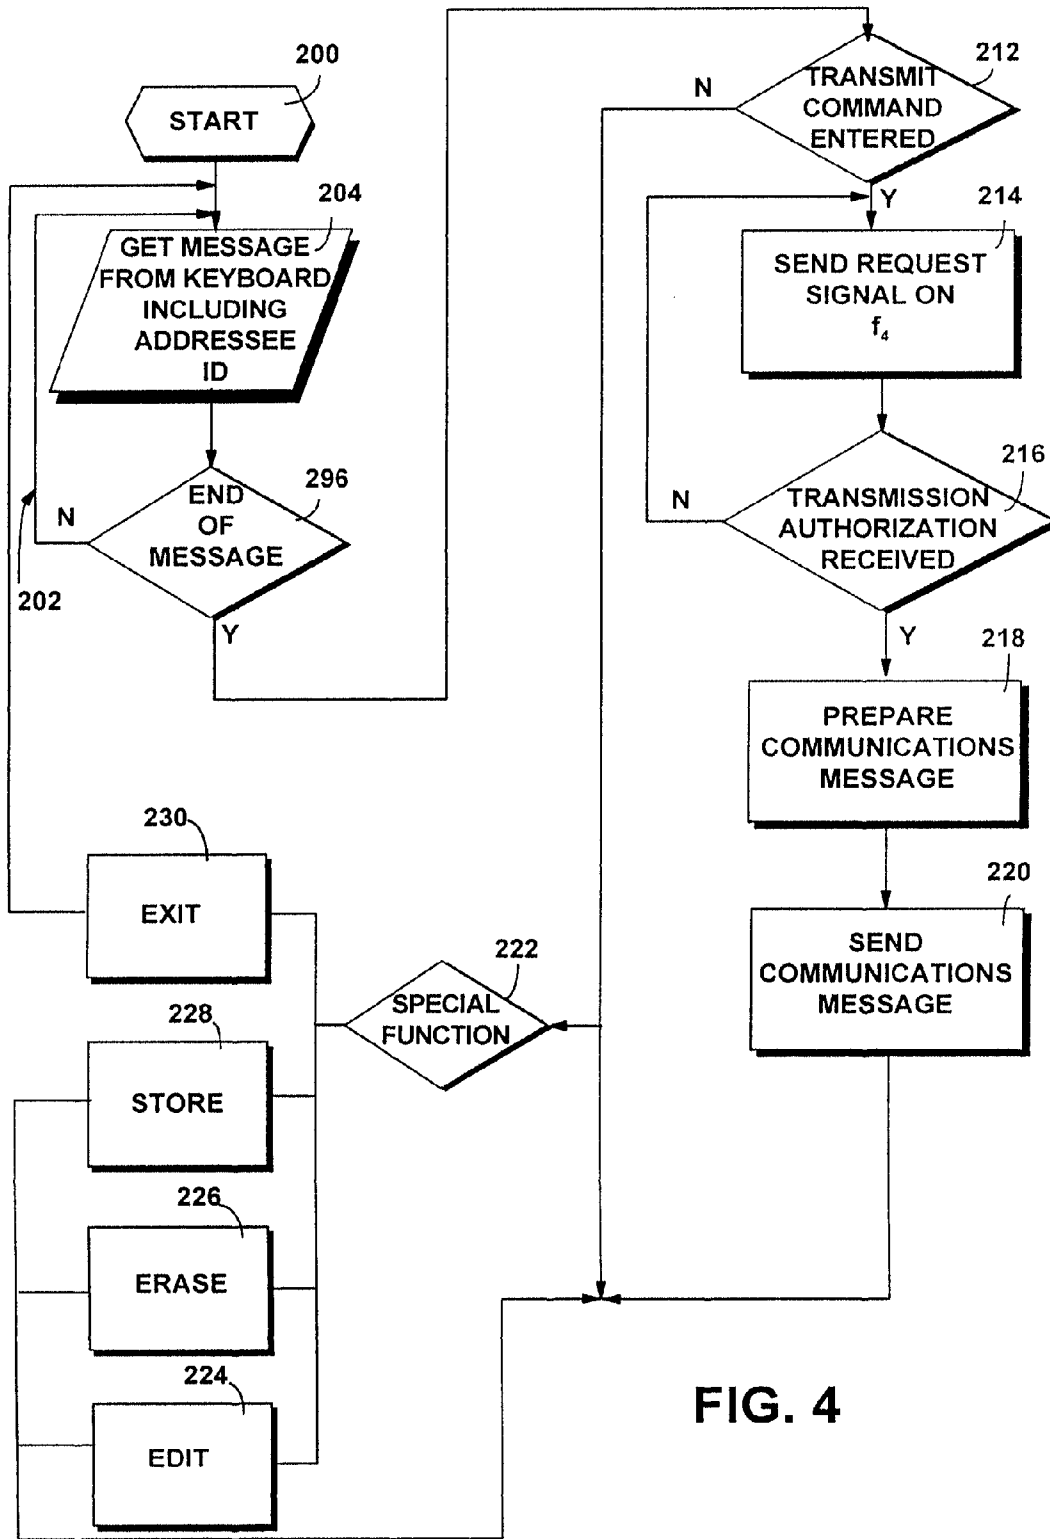 200
START
204
GET MESSAGE
FROM KEYBOARD
INCLUDING
ADDRESSEE
ID
296
END
OF
MESSAGE
N
Y
202
212
TRANSMIT
COMMAND
ENTERED
N
Y
214
SEND REQUEST
SIGNAL ON
f4
216
TRANSMISSION
AUTHORIZATION
RECEIVED
N
Y
218
PREPARE
COMMUNICATIONS
MESSAGE
220
SEND
COMMUNICATIONS
MESSAGE
222
SPECIAL
FUNCTION
230
EXIT
228
STORE
226
ERASE
224
EDIT
FIG. 4